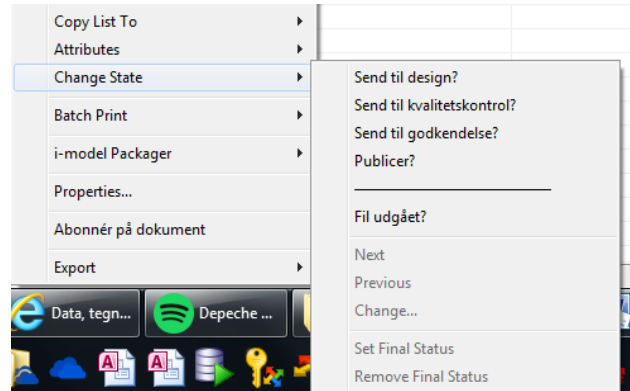 Copy List To
Attributes
Change State
Batch Print
i-model Packager
Properties...
Abonnér på dokument
Export
Send til design?
Send til kvalitetskontrol?
Send til godkendelse?
Publicer?
Fil udgået?
Next
Previous
Change...
Set Final Status
Remove Final Status
Data, tegn...
Depeche ...